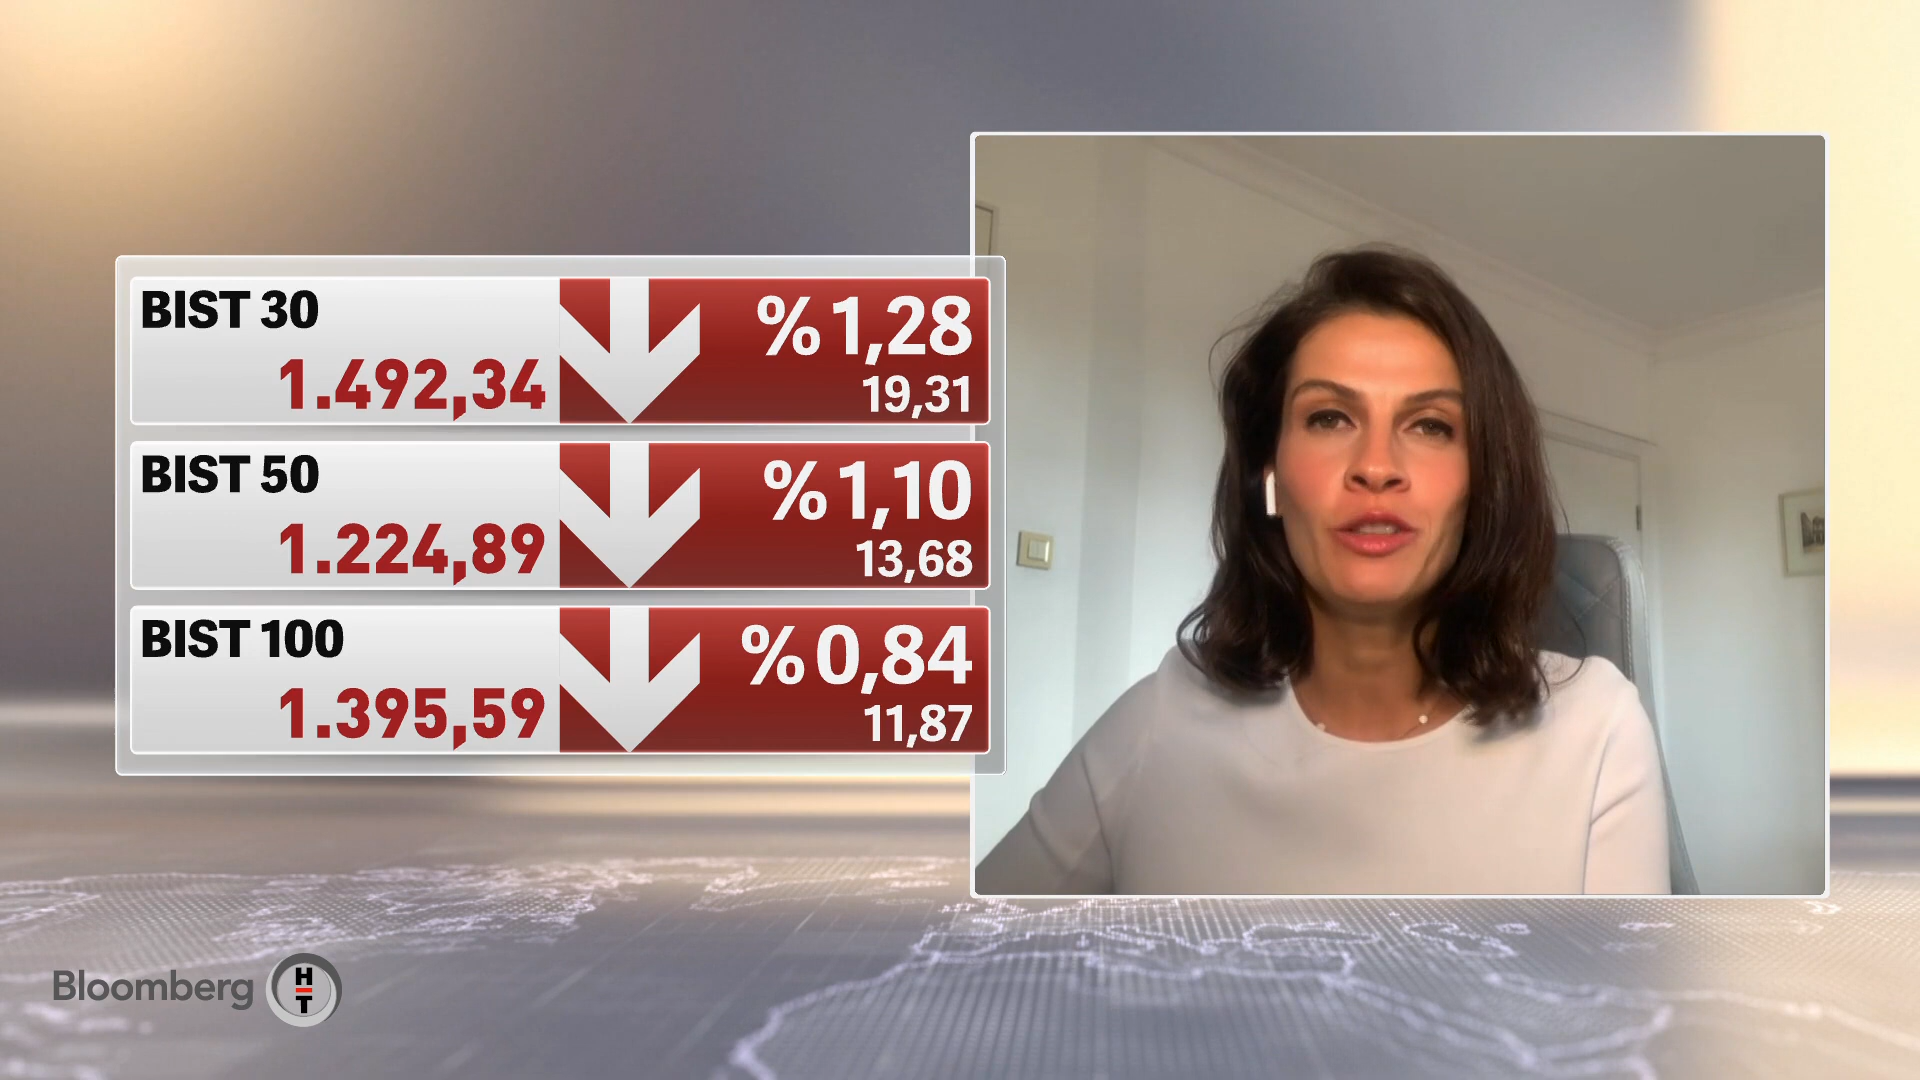 BIST 30
1.492,34
%1,28
19,31
BIST 50
1.224,89
%1,10
13,68
BIST 100
1.395,59
%0,84
11,87
Bloomberg HT